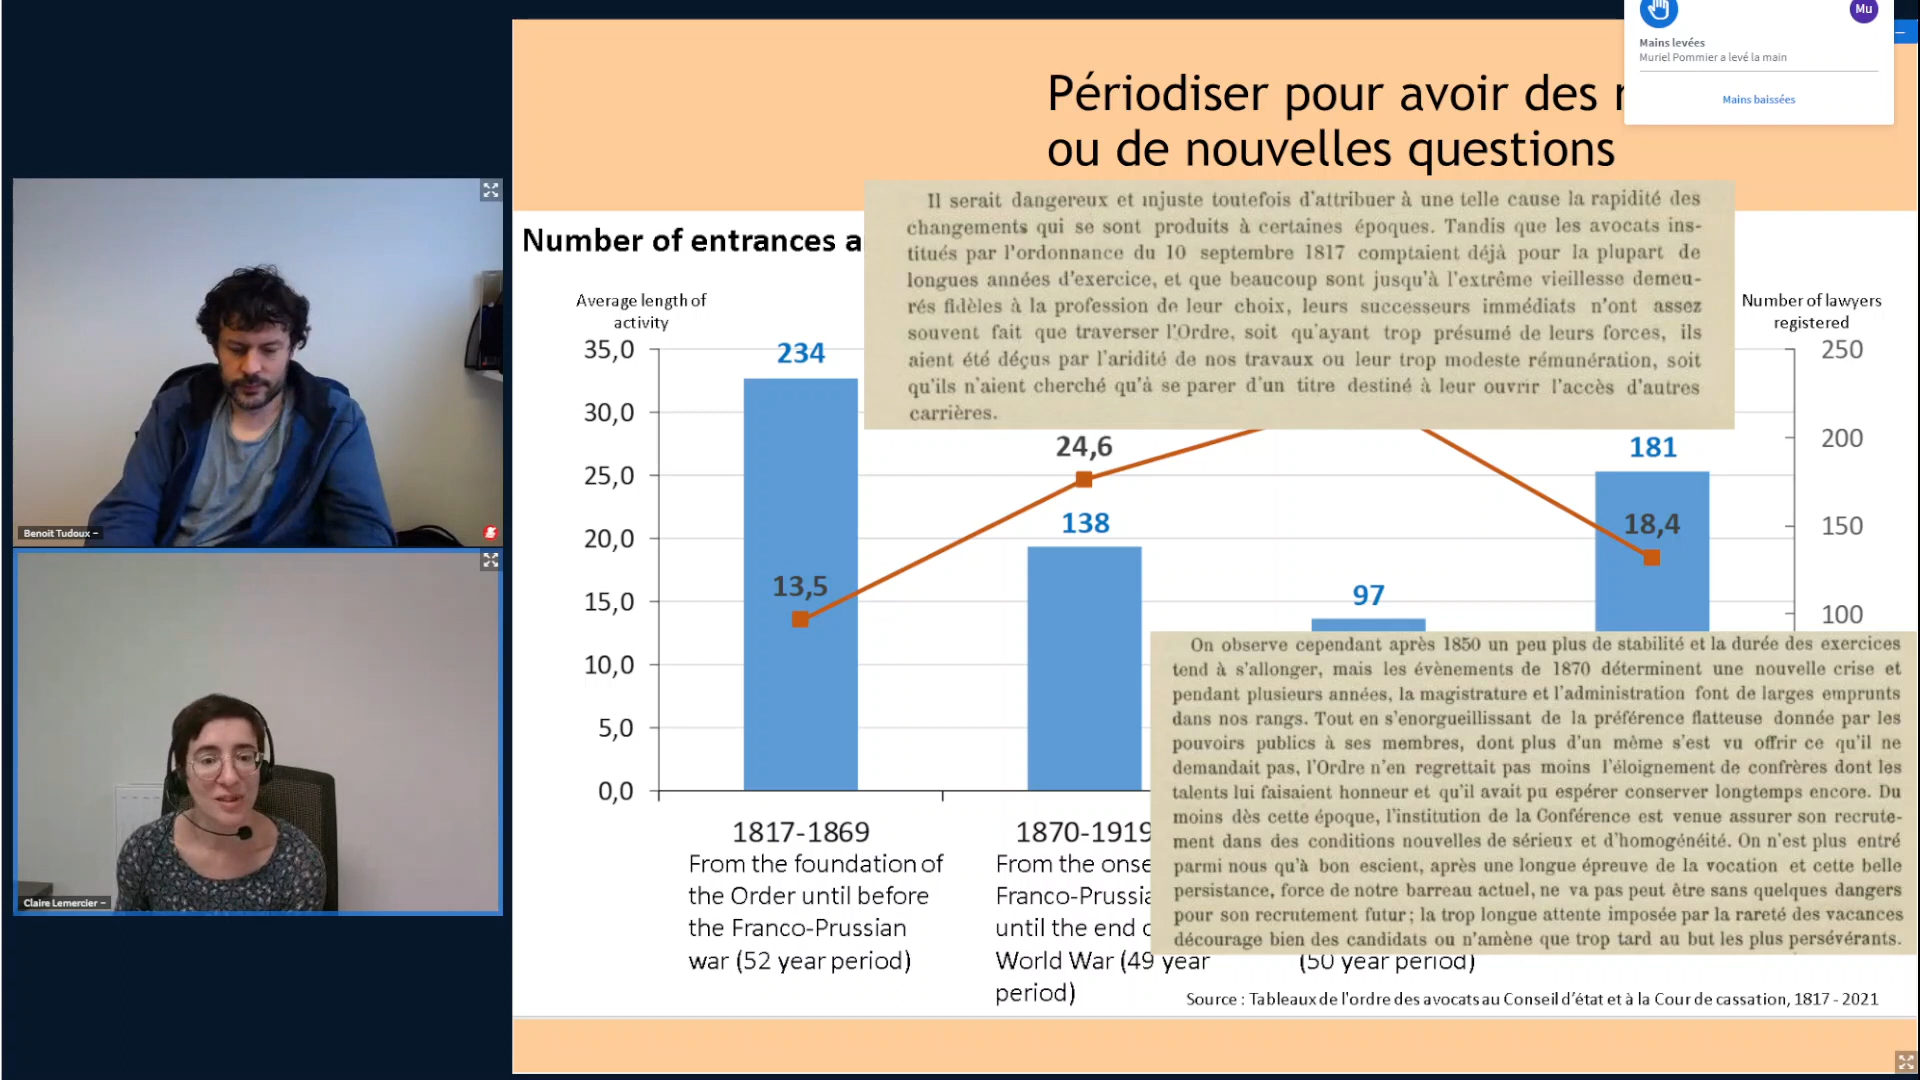 Mu
Mains levées
Muriel Pommier a levé la main
Mains baissées
Périodiser pour avoir des
ou de nouvelles questions
Number of entrances a
Il serait dangereux et injuste toutefois d'attribuer à une telle cause la rapidité des
changements qui se sont produits à certaines époques. Tandis que les avocats ins-
titués par l'ordonnance du 10 septembre 1817 comptaient déjà pour la plupart de
longues années d'exercice, et que beaucoup sont jusqu'à l'extrême vieillesse demeu-
rés fidèles à la profession de leur choix, leurs successeurs immédiats n'ont assez
souvent fait que traverser l'Ordre, soit qu'ayant trop présumé de leurs forces, ils
aient été déçus par l'aridité de nos travaux ou leur trop modeste rémunération, soit
qu'ils n'aient cherché qu'à se parer d'un titre destiné à leur ouvrir l'accès d'autres
carrières.
Average length of
activity
Number of lawyers
registered
35,0
30,0
25,0
20,0
15,0
10,0
5,0
0,0
234
13,5
24,6
138
97
181
18,4
250
200
150
100
On observe cependant après 1850 un peu plus de stabilité et la durée des exercices
tend à s'allonger, mais les évènements de 1870 déterminent une nouvelle crise et
pendant plusieurs années, la magistrature et l'administration font de larges emprunts
dans nos rangs. Tout en s'enorgueillissant de la préférence flatteuse donnée par les
pouvoirs publics à ses membres, dont plus d'un même s'est vu offrir ce qu'il ne
demandait pas, l'Ordre n'en regrettait pas moins l'éloignement de confrères dont les
talents lui faisaient honneur et qu'il avait pu espérer conserver longtemps encore. Du
moins dès cette époque, l'institution de la Conférence est venue assurer son recrute-
ment dans des conditions nouvelles de sérieux et d'homogénéité. On n'est plus entré
parmi nous qu'à bon escient, après une longue épreuve de la vocation et cette belle
persistance, force de notre barreau actuel, ne va pas peut être sans quelques dangers
pour son recrutement futur; la trop longue attente imposée par la rareté des vacances
décourage bien des candidats ou n'amène que trop tard au but les plus persévérants.
1817-1869
From the foundation of
the Order until before
the Franco-Prussian
war (52 year period)
1870-1919
From the onse
Franco-Prussia
until the end
World War (49 year
period)
(50 year period)
Source : Tableaux de l'ordre des avocats au Conseil d'état et à la Cour de cassation, 1817 - 2021
Benoit Tudoux
Claire Lemercier